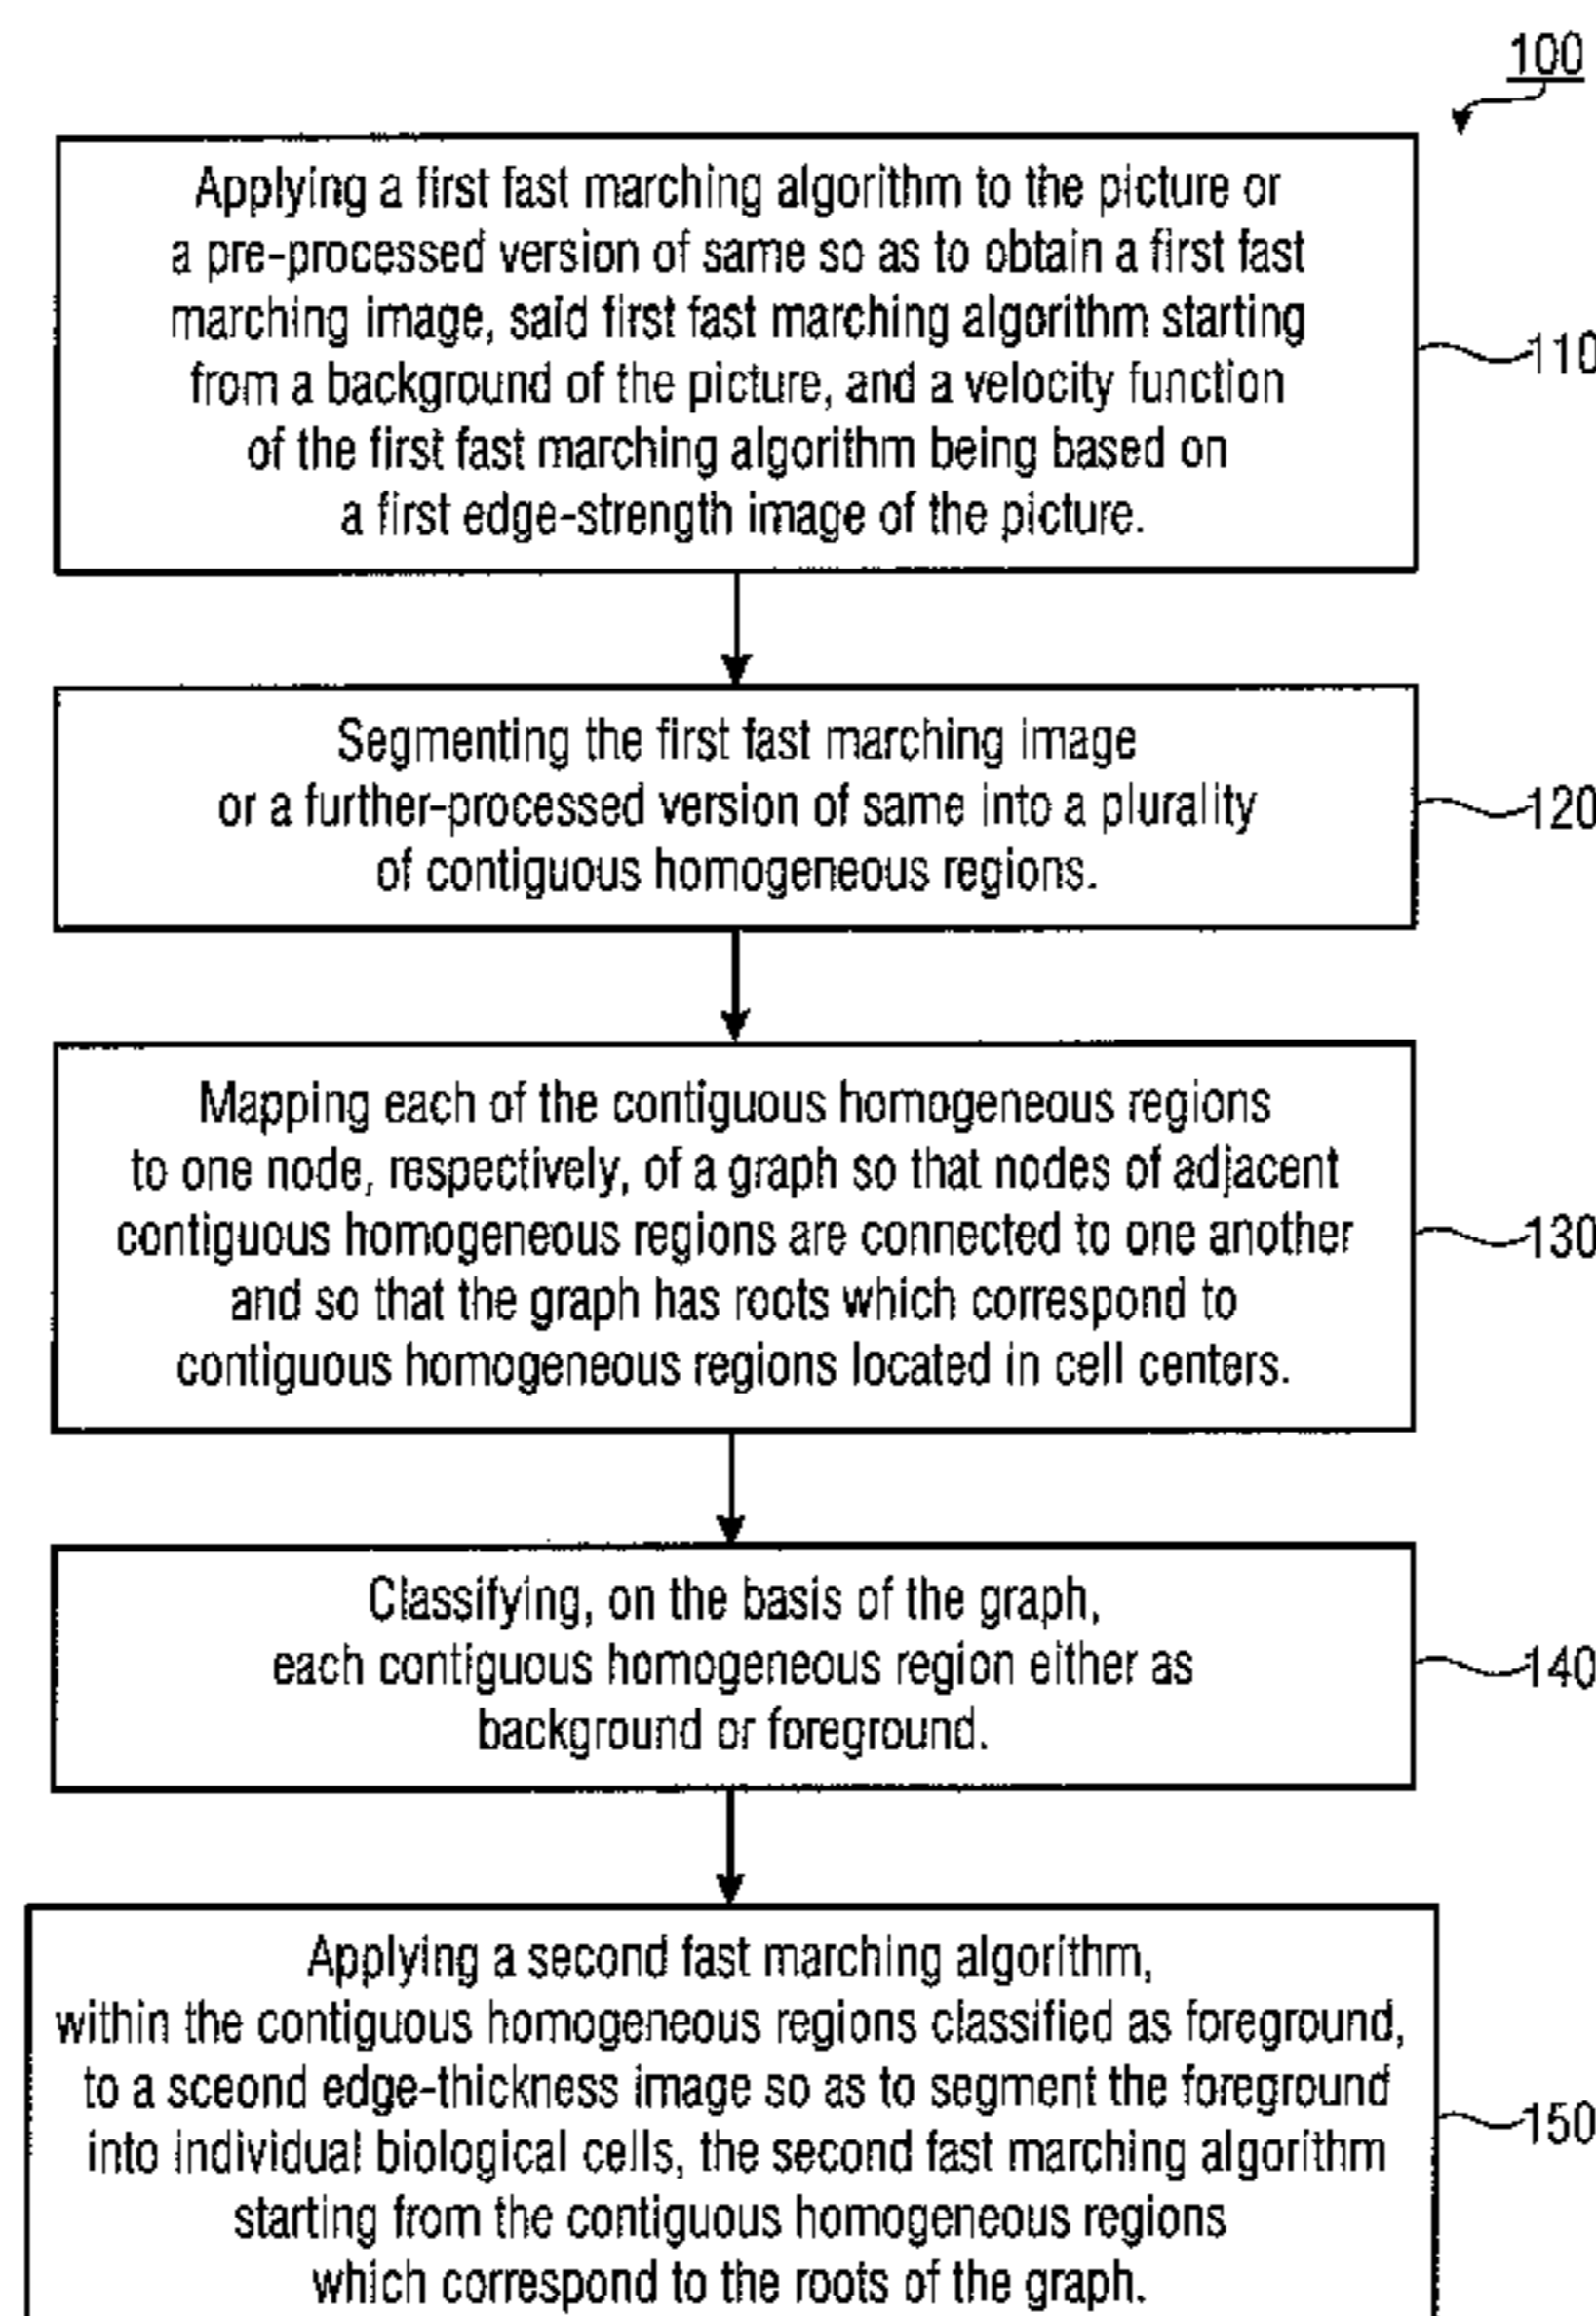 100
Applying a first fast marching algorithm to the picture or
a pre-processed version of same so as to obtain a first fast
marching image, said first fast marching algorithm starting
from a background of the picture, and a velocity function
of the first fast marching algorithm being based on
a first edge-strength image of the picture.
110
Segmenting the first fast marching image
or a further-processed version of same into a plurality
of contiguous homogeneous regions.
120
Mapping each of the contiguous homogeneous regions
to one node, respectively, of a graph so that nodes of adjacent
contiguous homogeneous regions are connected to one another
and so that the graph has roots which correspond to
contiguous homogeneous regions located in cell centers.
130
Classifying, on the basis of the graph,
each contiguous homogeneous region either as
background or foreground.
140
Applying a second fast marching algorithm,
within the contiguous homogeneous regions classified as foreground,
to a sceond edge-thickness image so as to segment the foreground
into individual biological cells, the second fast marching algorithm
starting from the contiguous homogeneous regions
which correspond to the roots of the graph.
150